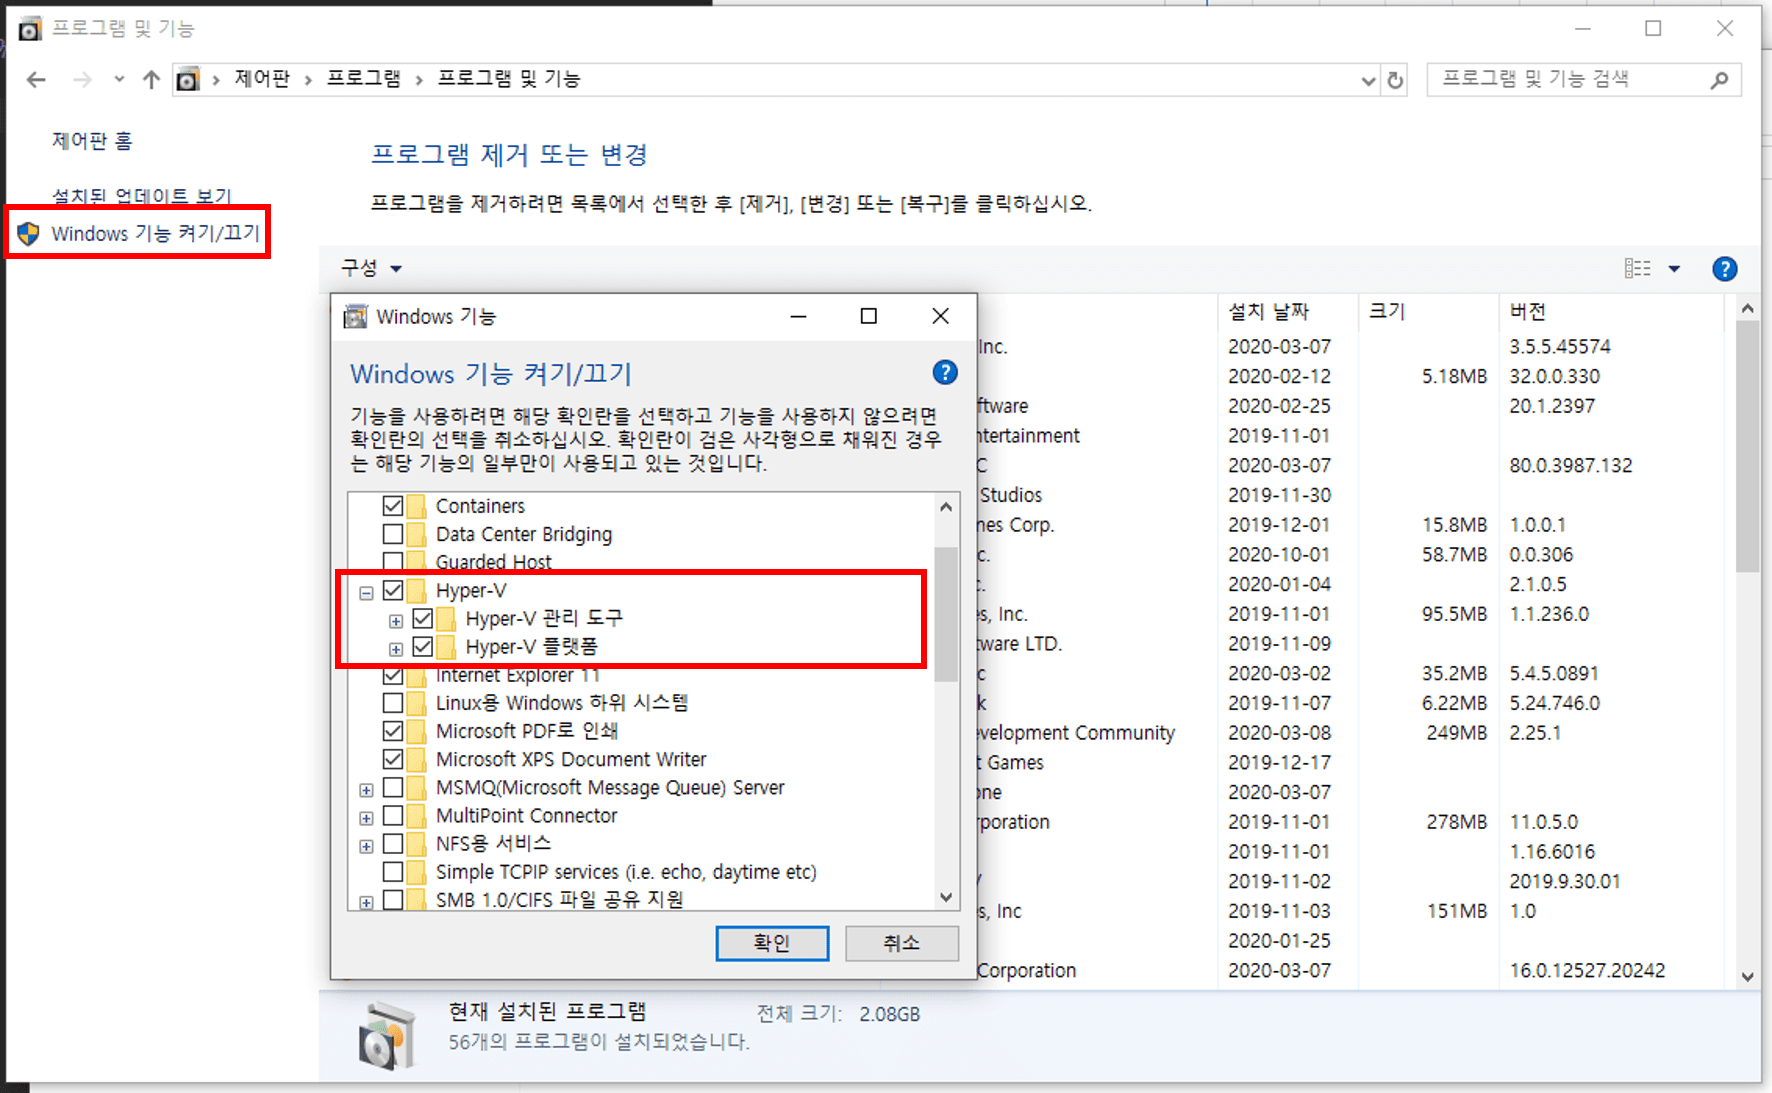 프로그램 및 기능
제어판 › 프로그램 › 프로그램 및 기능
프로그램 및 기능 검색
제어판 홈
설치된 업데이트 보기
Windows 기능 켜기/끄기
프로그램 제거 또는 변경
프로그램을 제거하려면 목록에서 선택한 후 [제거], [변경] 또는 [복구]를 클릭하십시오.
구성
Windows 기능
Windows 기능 켜기/끄기
기능을 사용하려면 해당 확인란을 선택하고 기능을 사용하지 않으려면
확인란의 선택을 취소하십시오. 확인란이 검은 사각형으로 채워진 경우
는 해당 기능의 일부만이 사용되고 있는 것입니다.
Containers
Data Center Bridging
Guarded Host
Hyper-V
Hyper-V 관리 도구
Hyper-V 플랫폼
Internet Explorer 11
Linux용 Windows 하위 시스템
Microsoft PDF로 인쇄
Microsoft XPS Document Writer
MSMQ(Microsoft Message Queue) Server
MultiPoint Connector
NFS용 서비스
Simple TCPIP services (i.e. echo, daytime etc)
SMB 1.0/CIFS 파일 공유 지원
확인 취소
설치 날짜 크기 버전
Inc. 2020-03-07 3.5.5.45574
2020-02-12 5.18MB 32.0.0.330
ftware 2020-02-25 20.1.2397
ntertainment 2019-11-01
C 2020-03-07 80.0.3987.132
Studios 2019-11-30
nes Corp. 2019-12-01 15.8MB 1.0.0.1
c. 2020-10-01 58.7MB 0.0.306
2020-01-04 2.1.0.5
s, Inc. 2019-11-01 95.5MB 1.1.236.0
tware LTD. 2019-11-09
c 2020-03-02 35.2MB 5.4.5.0891
k 2019-11-07 6.22MB 5.24.746.0
evelopment Community 2020-03-08 249MB 2.25.1
t Games 2019-12-17
one 2020-03-07
rporation 2019-11-01 278MB 11.0.5.0
2019-11-01 1.16.6016
2019-11-02 2019.9.30.01
s, Inc 2019-11-03 151MB 1.0
2020-01-25
Corporation 2020-03-07 16.0.12527.20242
현재 설치된 프로그램 전체 크기: 2.08GB
56개의 프로그램이 설치되었습니다.